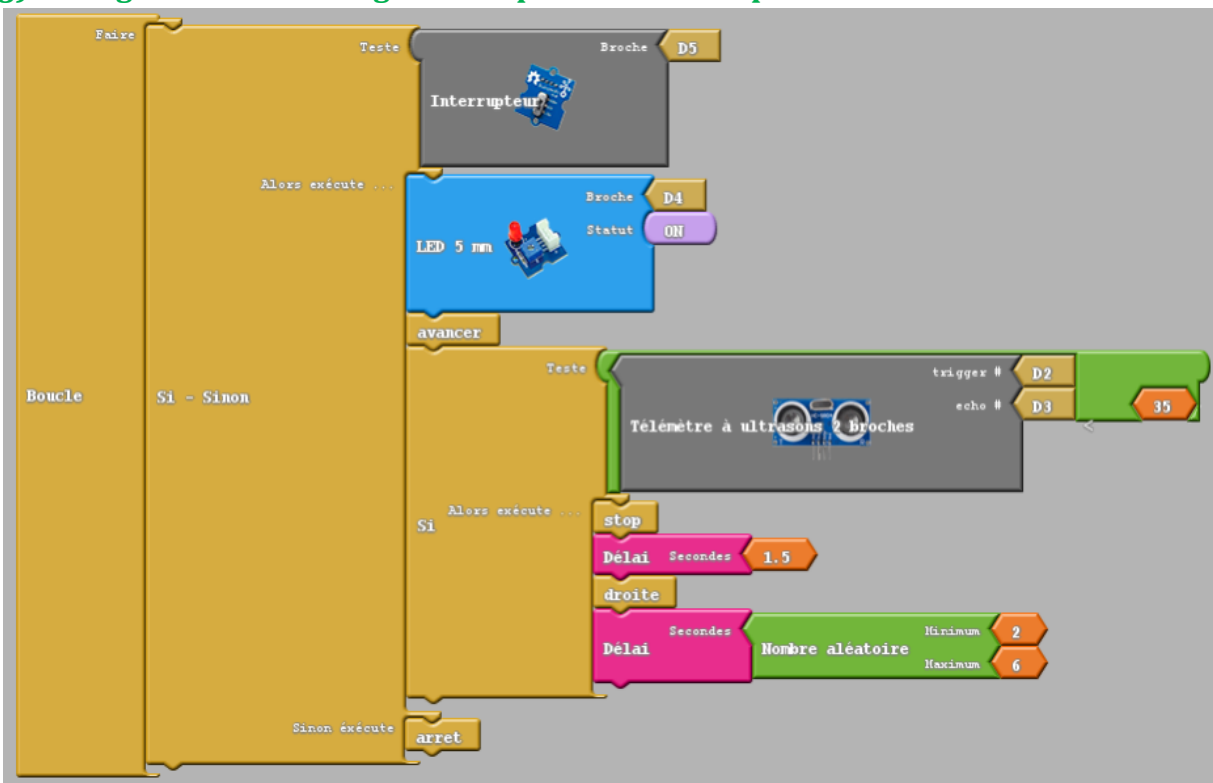 Faire
Teste
Broche D5
Interrupteur
Alors exécute ...
Broche D4
Statut ON
LED 5 mm
avancer
Teste
trigger # D2
echo # D3
< 35
Télémètre à ultrasons 2 Broches
Boucle
Si - Sinon
Si
Alors exécute ...
stop
Délai Secondes 1.5
droite
Délai Secondes
Nombre aléatoire
Minimum 2
Maximum 6
Sinon éxécute
arret